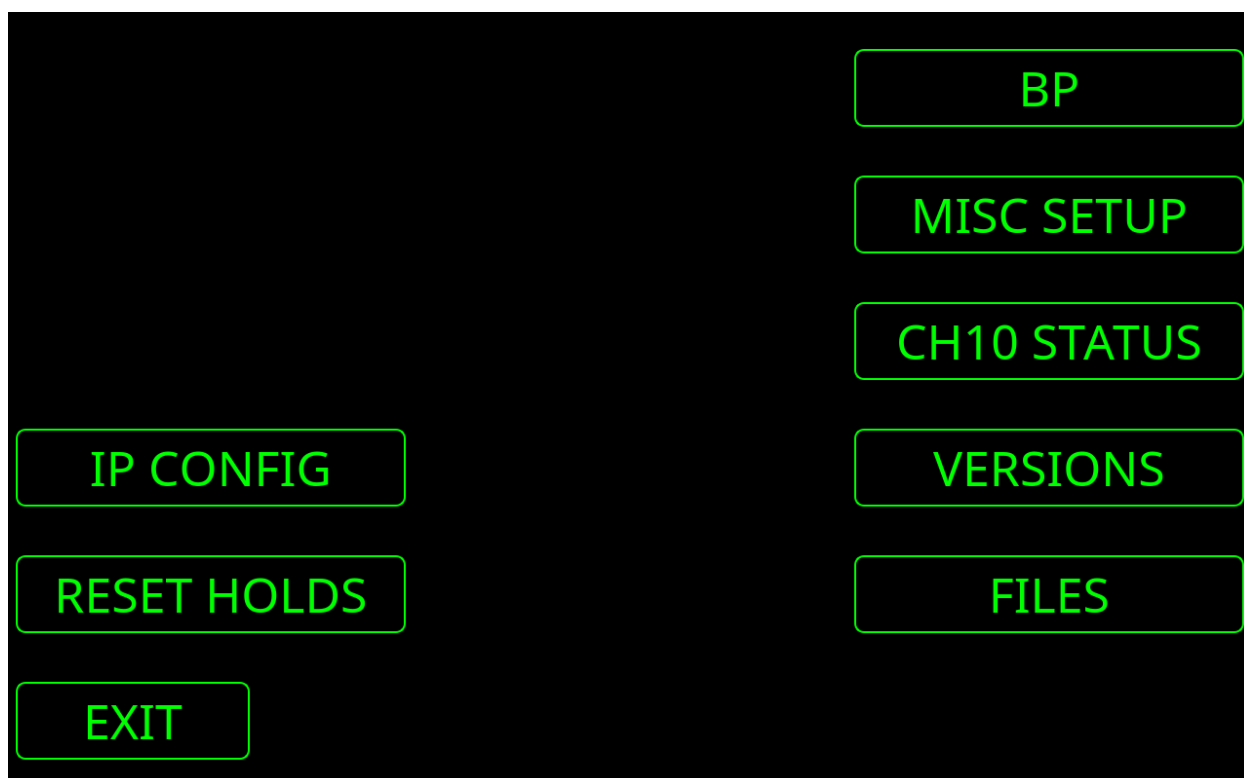 BP
MISC SETUP
CH10 STATUS
IP CONFIG
VERSIONS
RESET HOLDS
FILES
EXIT